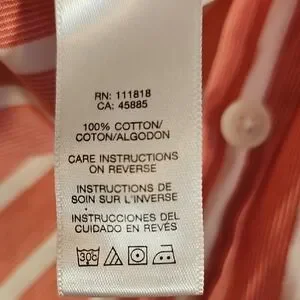 RN: 111818
CA: 45885
100% COTTON/
COTON/ALGODON
CARE INSTRUCTIONS
ON REVERSE
INSTRUCTIONS DE
SOIN SUR L'INVERSE
INSTRUCCIONES DEL
CUIDADO EN REVÉS
30c